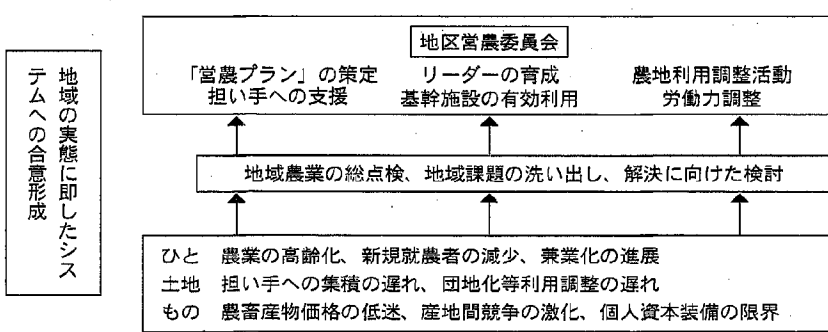 地域の実態に即したシス
テムへの合意形成
地区営農委員会
「営農プラン」の策定 リーダーの育成 農地利用調整活動
担い手への支援 基幹施設の有効利用 労働力調整
地域農業の総点検、地域課題の洗い出し、解決に向けた検討
ひと 農業の高齢化、新規就農者の減少、兼業化の進展
土地 担い手への集積の遅れ、団地化等利用調整の遅れ
もの 農畜産物価格の低迷、産地間競争の激化、個人資本装備の限界